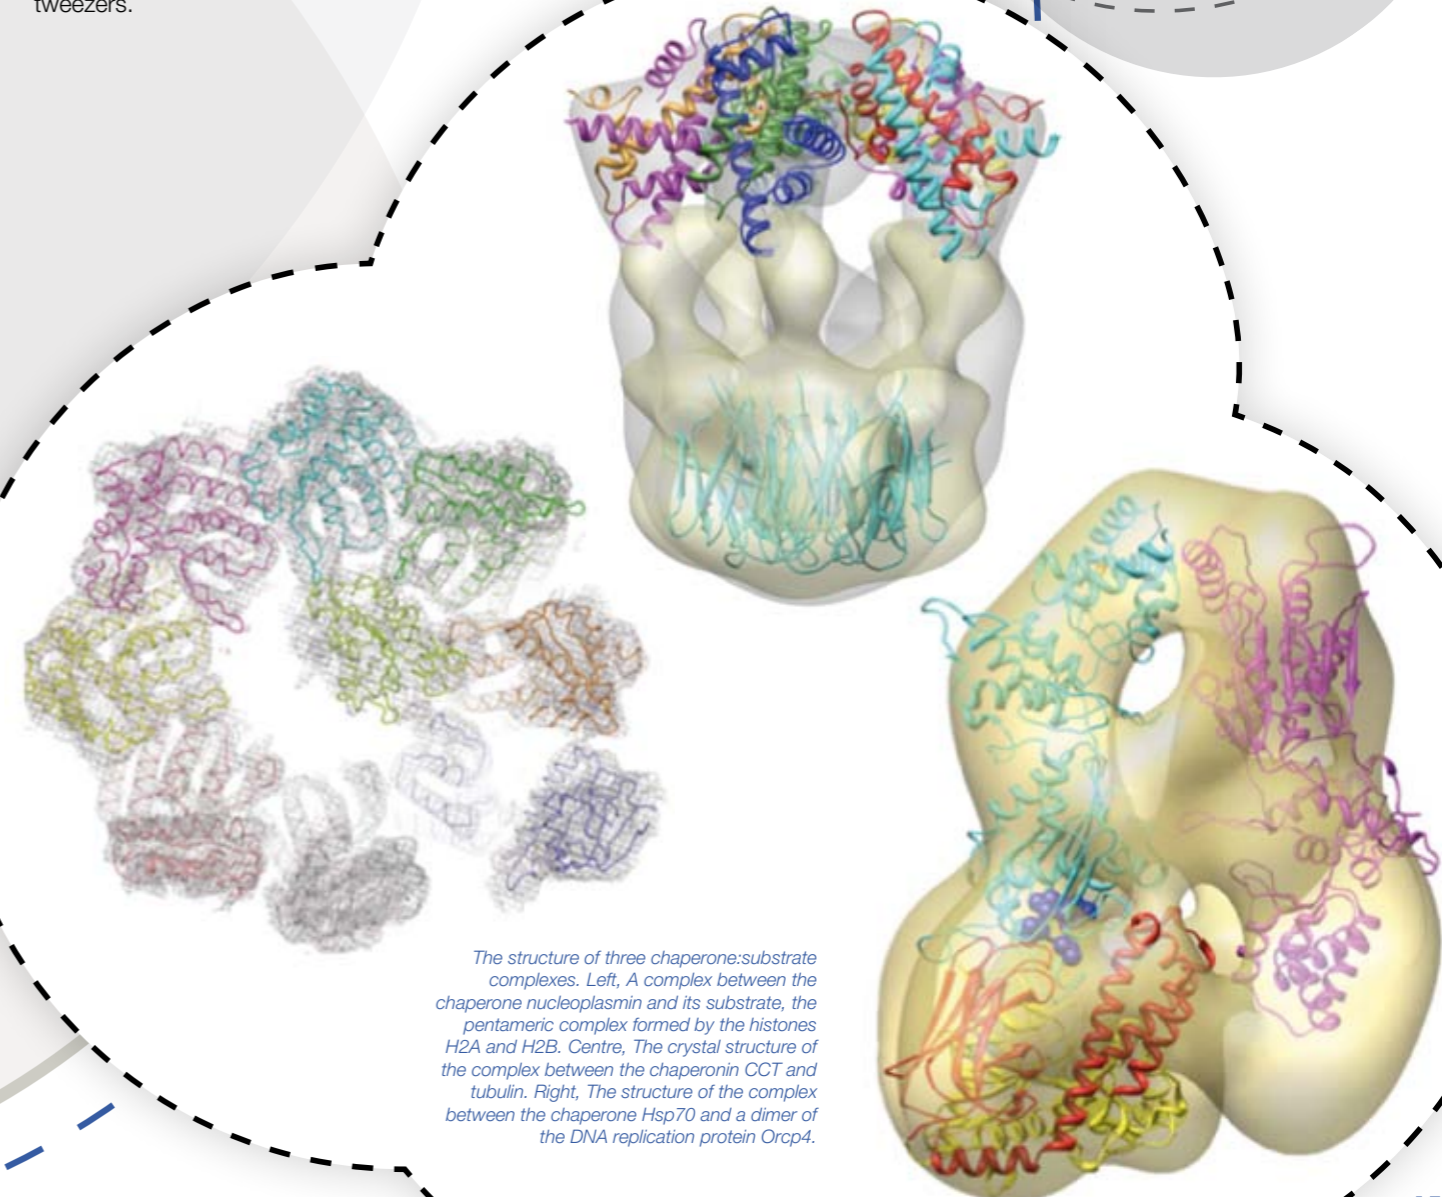 tweezers.
The structure of three chaperone:substrate
complexes. Left, A complex between the
chaperone nucleoplasmin and its substrate, the
pentameric complex formed by the histones
H2A and H2B. Centre, The crystal structure of
the complex between the chaperonin CCT and
tubulin. Right, The structure of the complex
between the chaperone Hsp70 and a dimer of
the DNA replication protein Orcp4.